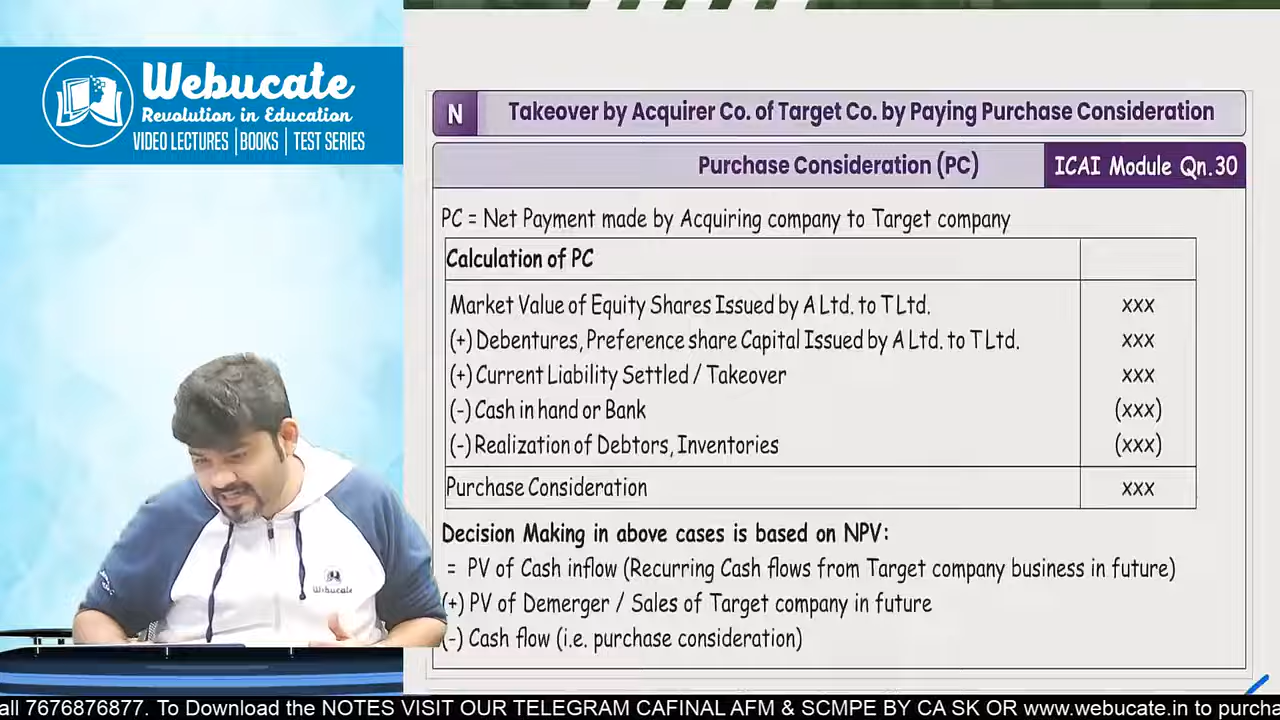 Webucate
Revolution in Education
VIDEO LECTURES | BOOKS | TEST SERIES
N Takeover by Acquirer Co. of Target Co. by Paying Purchase Consideration
Purchase Consideration (PC) ICAI Module Qn.30
PC = Net Payment made by Acquiring company to Target company
Calculation of PC
Market Value of Equity Shares Issued by A Ltd. to T Ltd. xxx
(+) Debentures, Preference share Capital Issued by A Ltd. to T Ltd. xxx
(+) Current Liability Settled / Takeover xxx
(-) Cash in hand or Bank (xxx)
(-) Realization of Debtors, Inventories (xxx)
Purchase Consideration xxx
Decision Making in above cases is based on NPV:
= PV of Cash inflow (Recurring Cash flows from Target company business in future)
(+) PV of Demerger / Sales of Target company in future
(-) Cash flow (i.e. purchase consideration)
Webucate
all 7676876877. To Download the NOTES VISIT OUR TELEGRAM CAFINAL AFM & SCMPE BY CA SK OR www.webucate.in to purcha